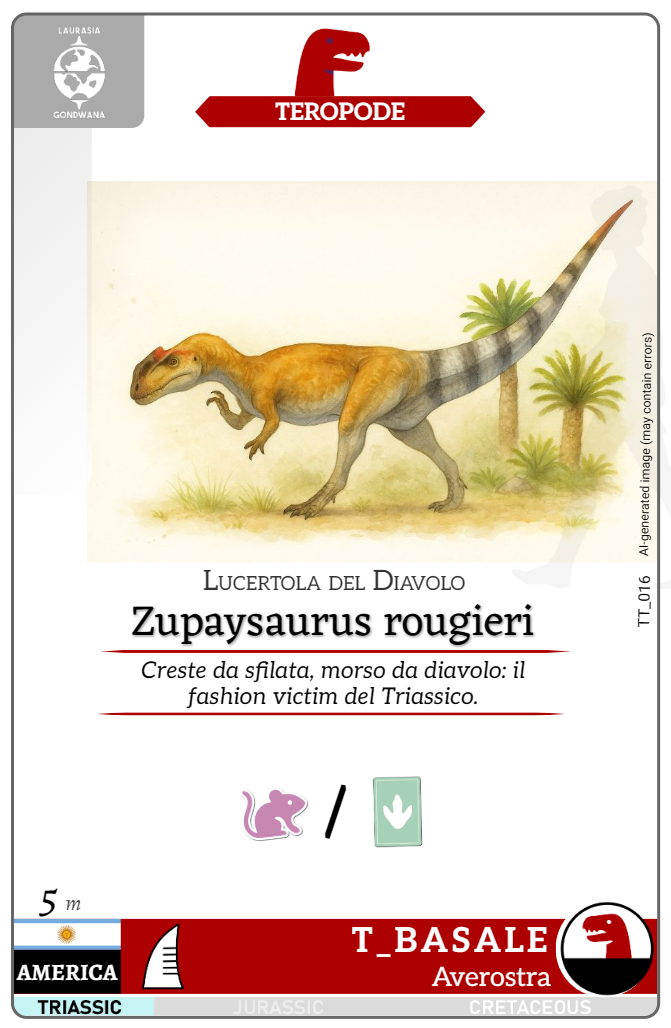 LAURASIA
GONDWANA
TEROPODE
AI-generated image (may contain errors)
TT_016
Lucertola del Diavolo
Zupaysaurus rougieri
Creste da sfilata, morso da diavolo: il
fashion victim del Triassico.
/
5 m
AMERICA
T_BASALE
Averostra
TRIASSIC
JURASSIC
CRETACEOUS